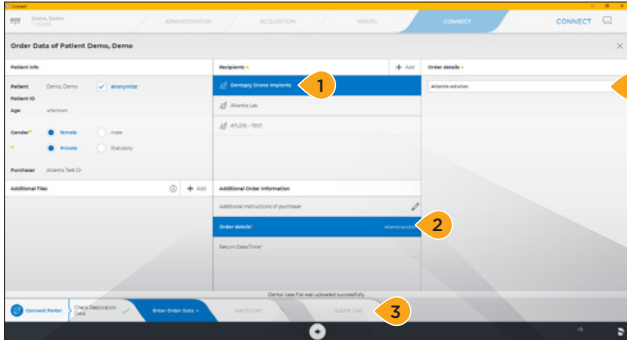 Connect
Demo, Demo
ADMINISTRATION
ACQUISITION
MODEL
CONNECT
CONNECT
Order Data of Patient Demo, Demo
Patient Info
Patient Demo, Demo Anonymize
Patient ID
Age unknown
Gender* female male
* Private Statutory
Purchaser Atlantis Test Dr
Additional Files + Add
Recipients + Add
Dentsply Sirona Implants
Atlantis Lab
ATLDIS - TEST
1
Additional Order Information
Additional instructions of purchaser
Order details* Atlantis solution
2
Return Date/Time*
Order details
Atlantis solution
Dental case file was uploaded successfully
Connect Portal
Check Destination Data
Enter Order Data
Add To Cart
Submit Cart
3